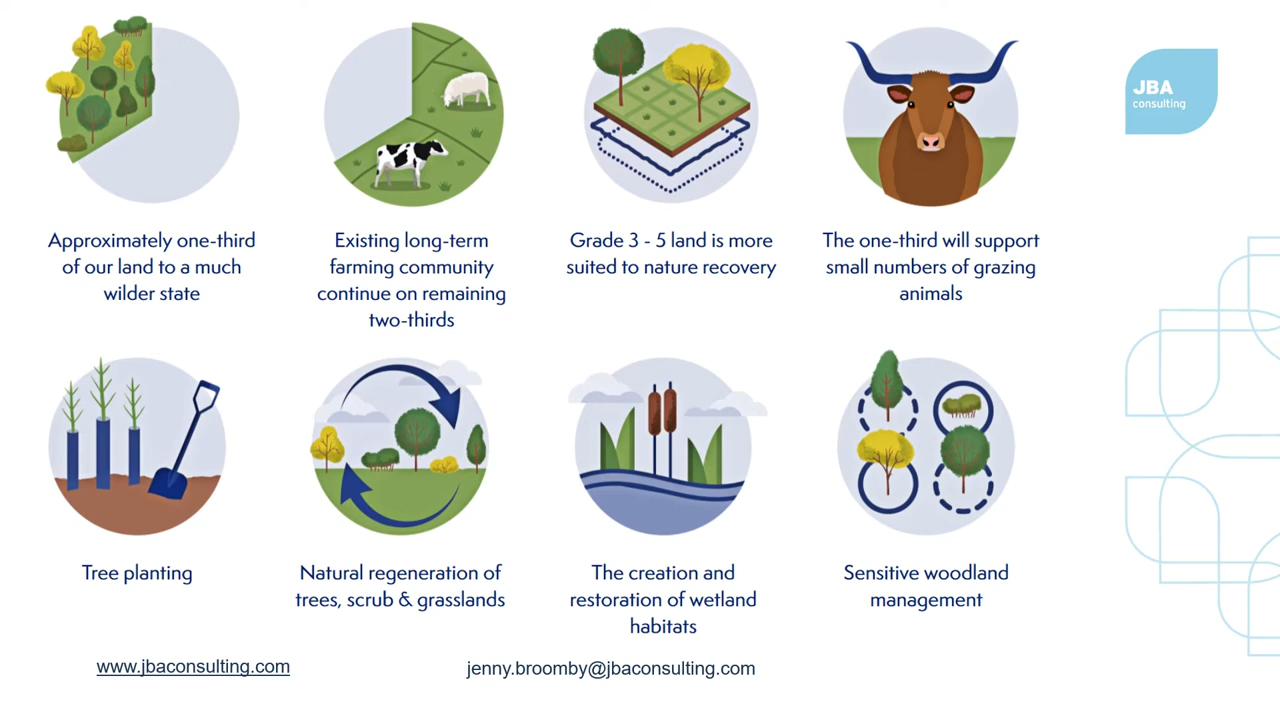 JBA
consulting
Approximately one-third
of our land to a much
wilder state
Existing long-term
farming community
continue on remaining
two-thirds
Grade 3 - 5 land is more
suited to nature recovery
The one-third will support
small numbers of grazing
animals
Tree planting
Natural regeneration of
trees, scrub & grasslands
The creation and
restoration of wetland
habitats
Sensitive woodland
management
www.jbaconsulting.com
jenny.broomby@jbaconsulting.com